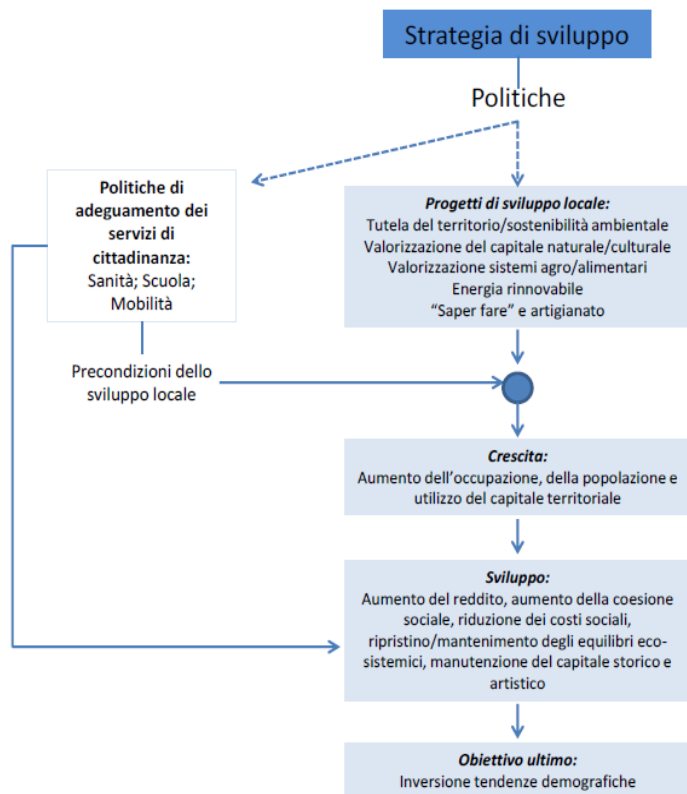 Strategia di sviluppo
Politiche
Politiche di
adeguamento dei
servizi di
cittadinanza:
Sanità; Scuola;
Mobilità
Progetti di sviluppo locale:
Tutela del territorio/sostenibilità ambientale
Valorizzazione del capitale naturale/culturale
Valorizzazione sistemi agro/alimentari
Energia rinnovabile
“Saper fare” e artigianato
Precondizioni dello
sviluppo locale
Crescita:
Aumento dell’occupazione, della popolazione e
utilizzo del capitale territoriale
Sviluppo:
Aumento del reddito, aumento della coesione
sociale, riduzione dei costi sociali,
ripristino/mantenimento degli equilibri eco-
sistemici, manutenzione del capitale storico e
artistico
Obiettivo ultimo:
Inversione tendenze demografiche